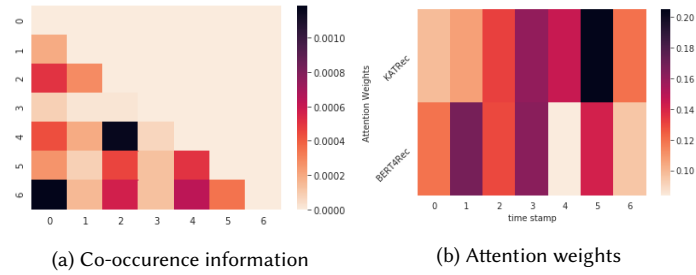 0
1
2
3
4
5
6
0 1 2 3 4 5 6
0.0010
0.0008
0.0006
0.0004
0.0002
0.0000
(a) Co-occurence information
Attention Weights
KATRec
BERT4Rec
0 1 2 3 4 5 6
time stamp
0.20
0.18
0.16
0.14
0.12
0.10
(b) Attention weights